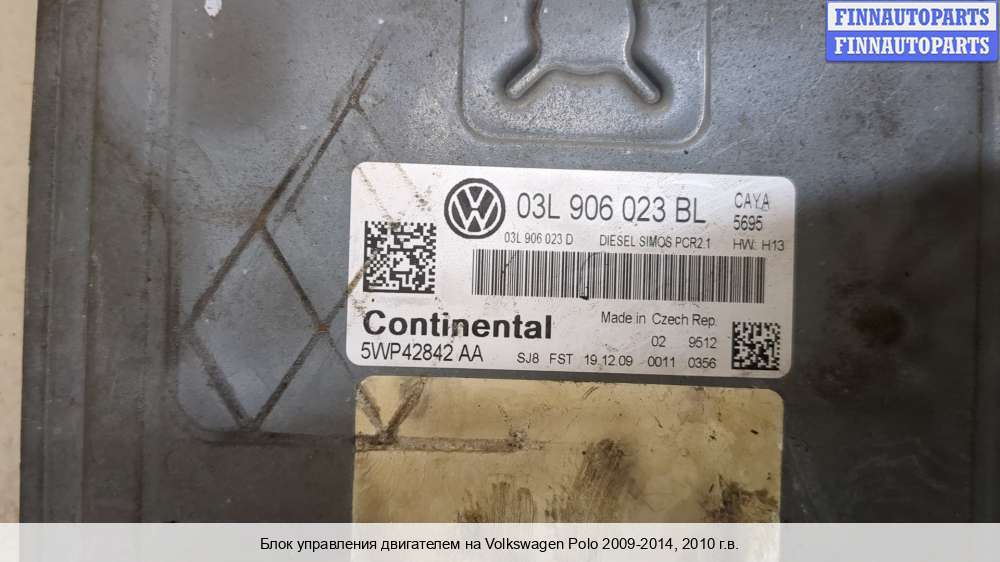 FINNAUTOPARTS
FINNAUTOPARTS
03L 906 023 BL
CAYA
5695
03L 906 023 D DIESEL SIMOS PCR2.1 HW: H13
Continental
Made in Czech Rep.
02 9512
5WP42842 AA
SJ8 FST 19.12.09 0011 0356
Блок управления двигателем на Volkswagen Polo 2009-2014, 2010 г.в.